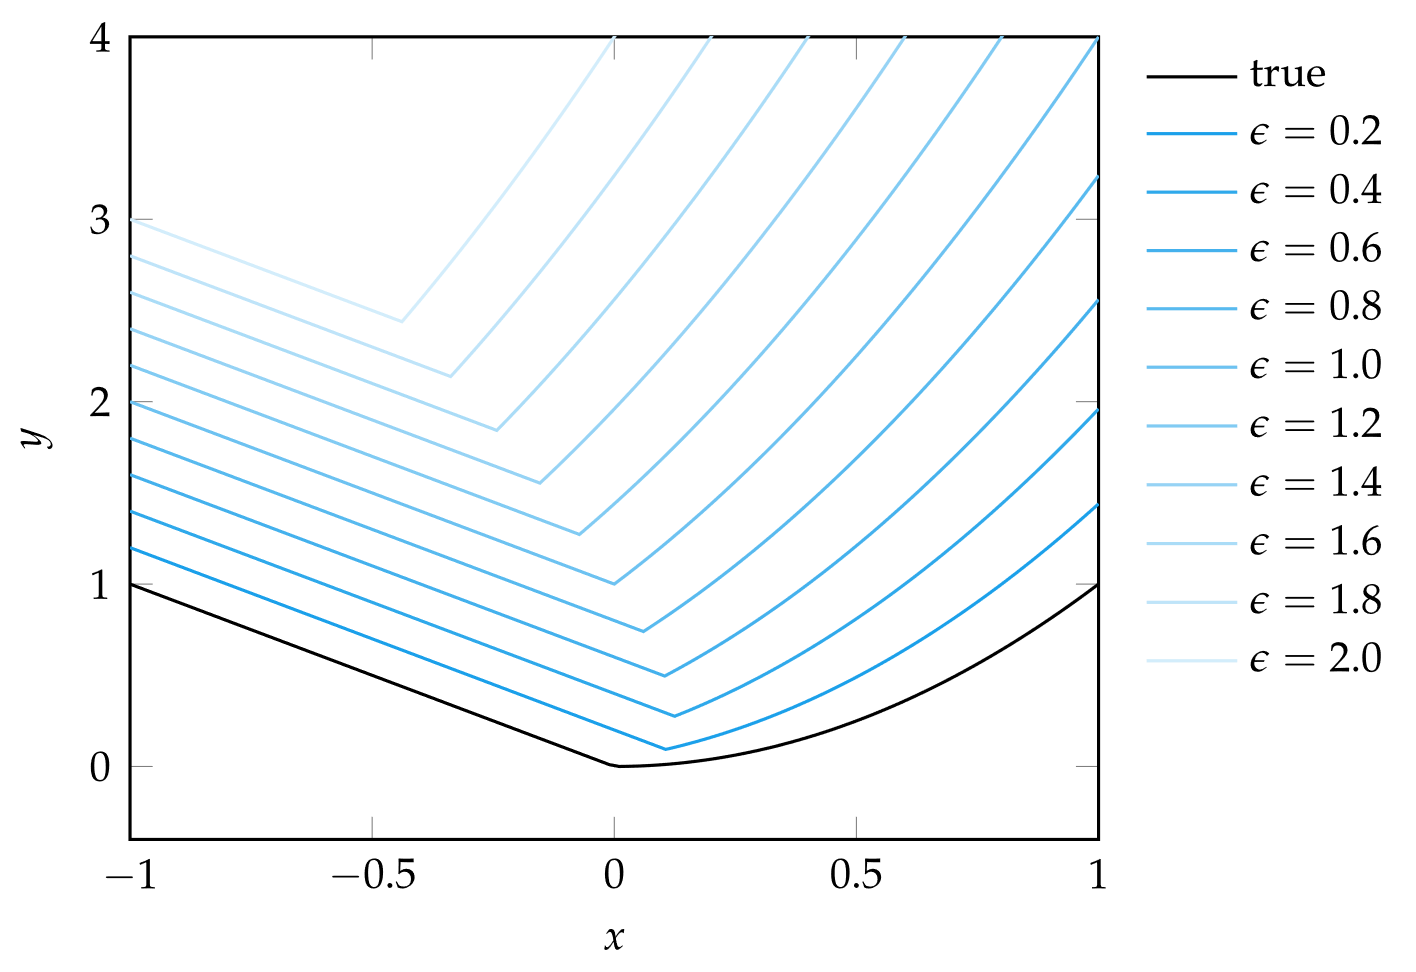 4
3
2
1
0
y
−1
−0.5
0
0.5
1
x
true
ϵ = 0.2
ϵ = 0.4
ϵ = 0.6
ϵ = 0.8
ϵ = 1.0
ϵ = 1.2
ϵ = 1.4
ϵ = 1.6
ϵ = 1.8
ϵ = 2.0